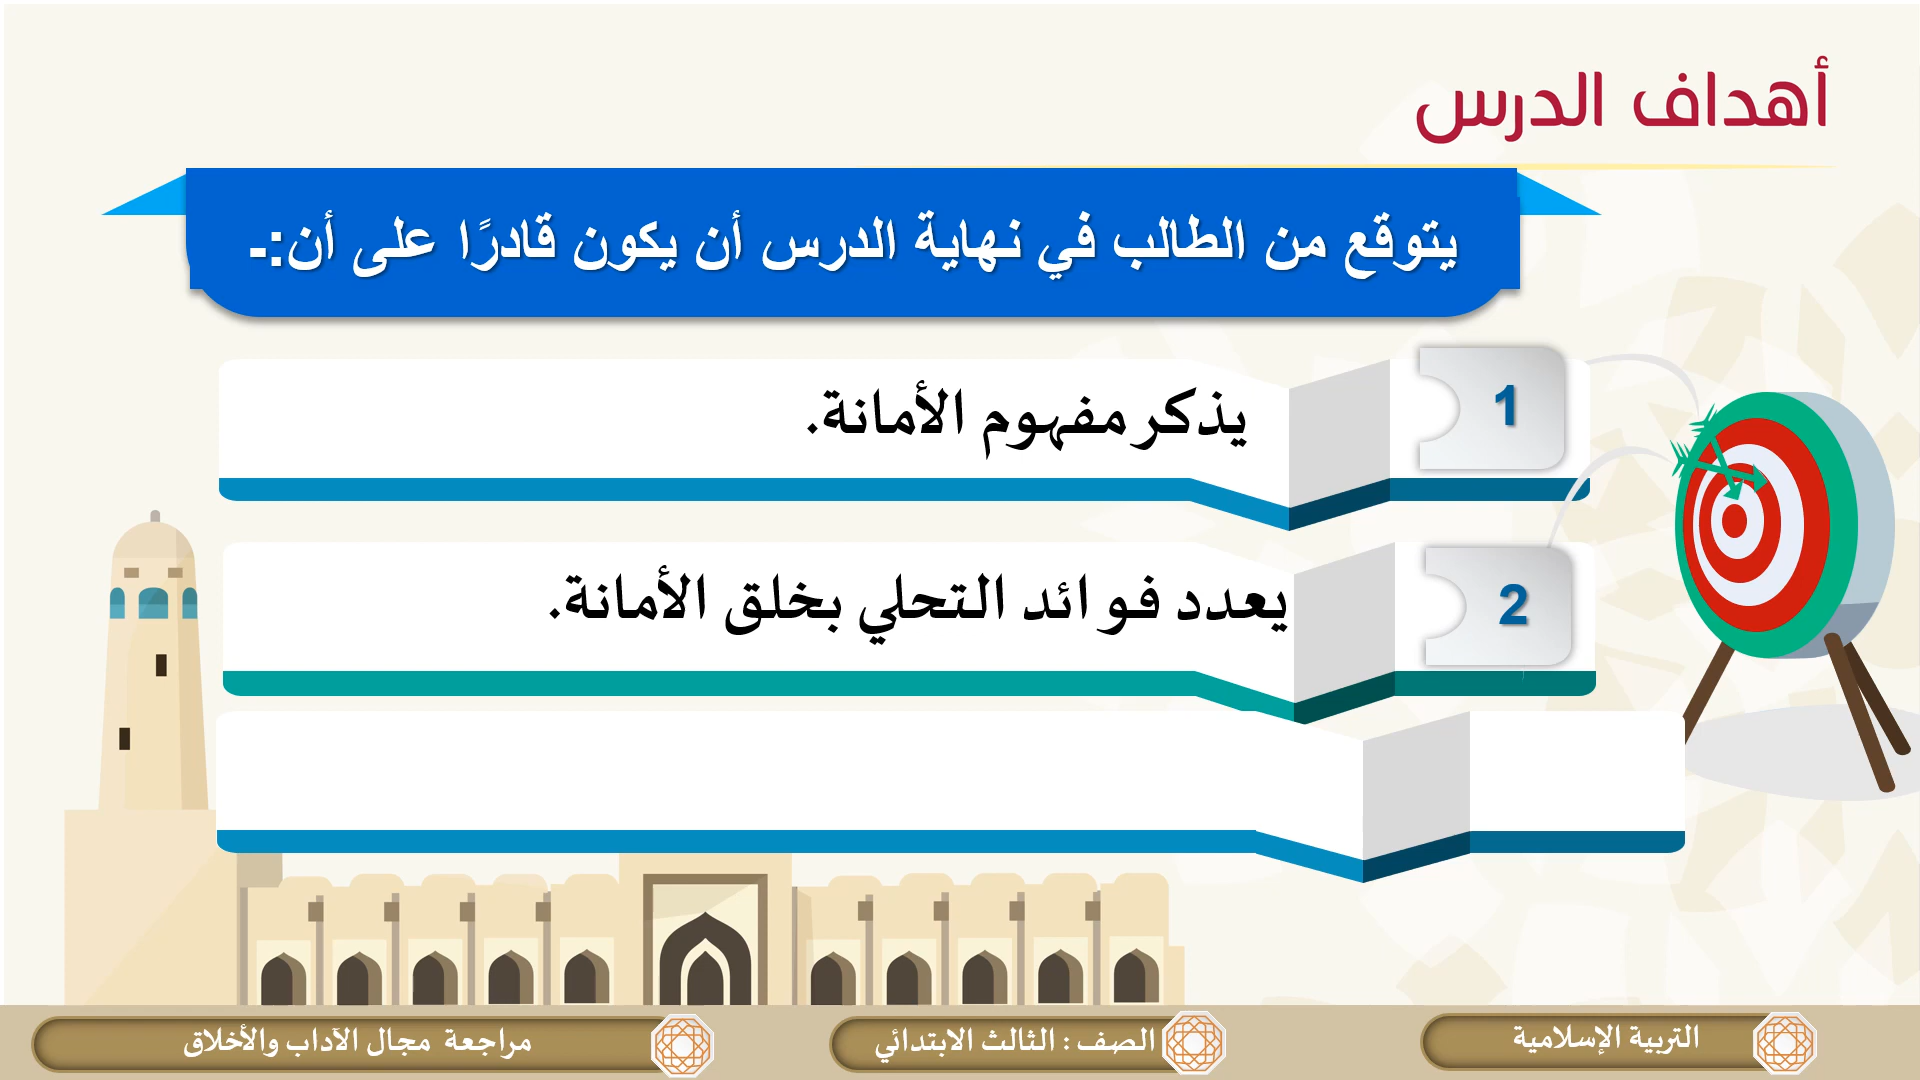 أهداف الدرس
يتوقع من الطالب في نهاية الدرس أن يكون قادرًا على أن:-
1
يذكر مفهوم الأمانة.
2
يعدد فوائد التحلي بخلق الأمانة.
التربية الإسلامية
الصف : الثالث الابتدائي
مراجعة مجال الآداب والأخلاق